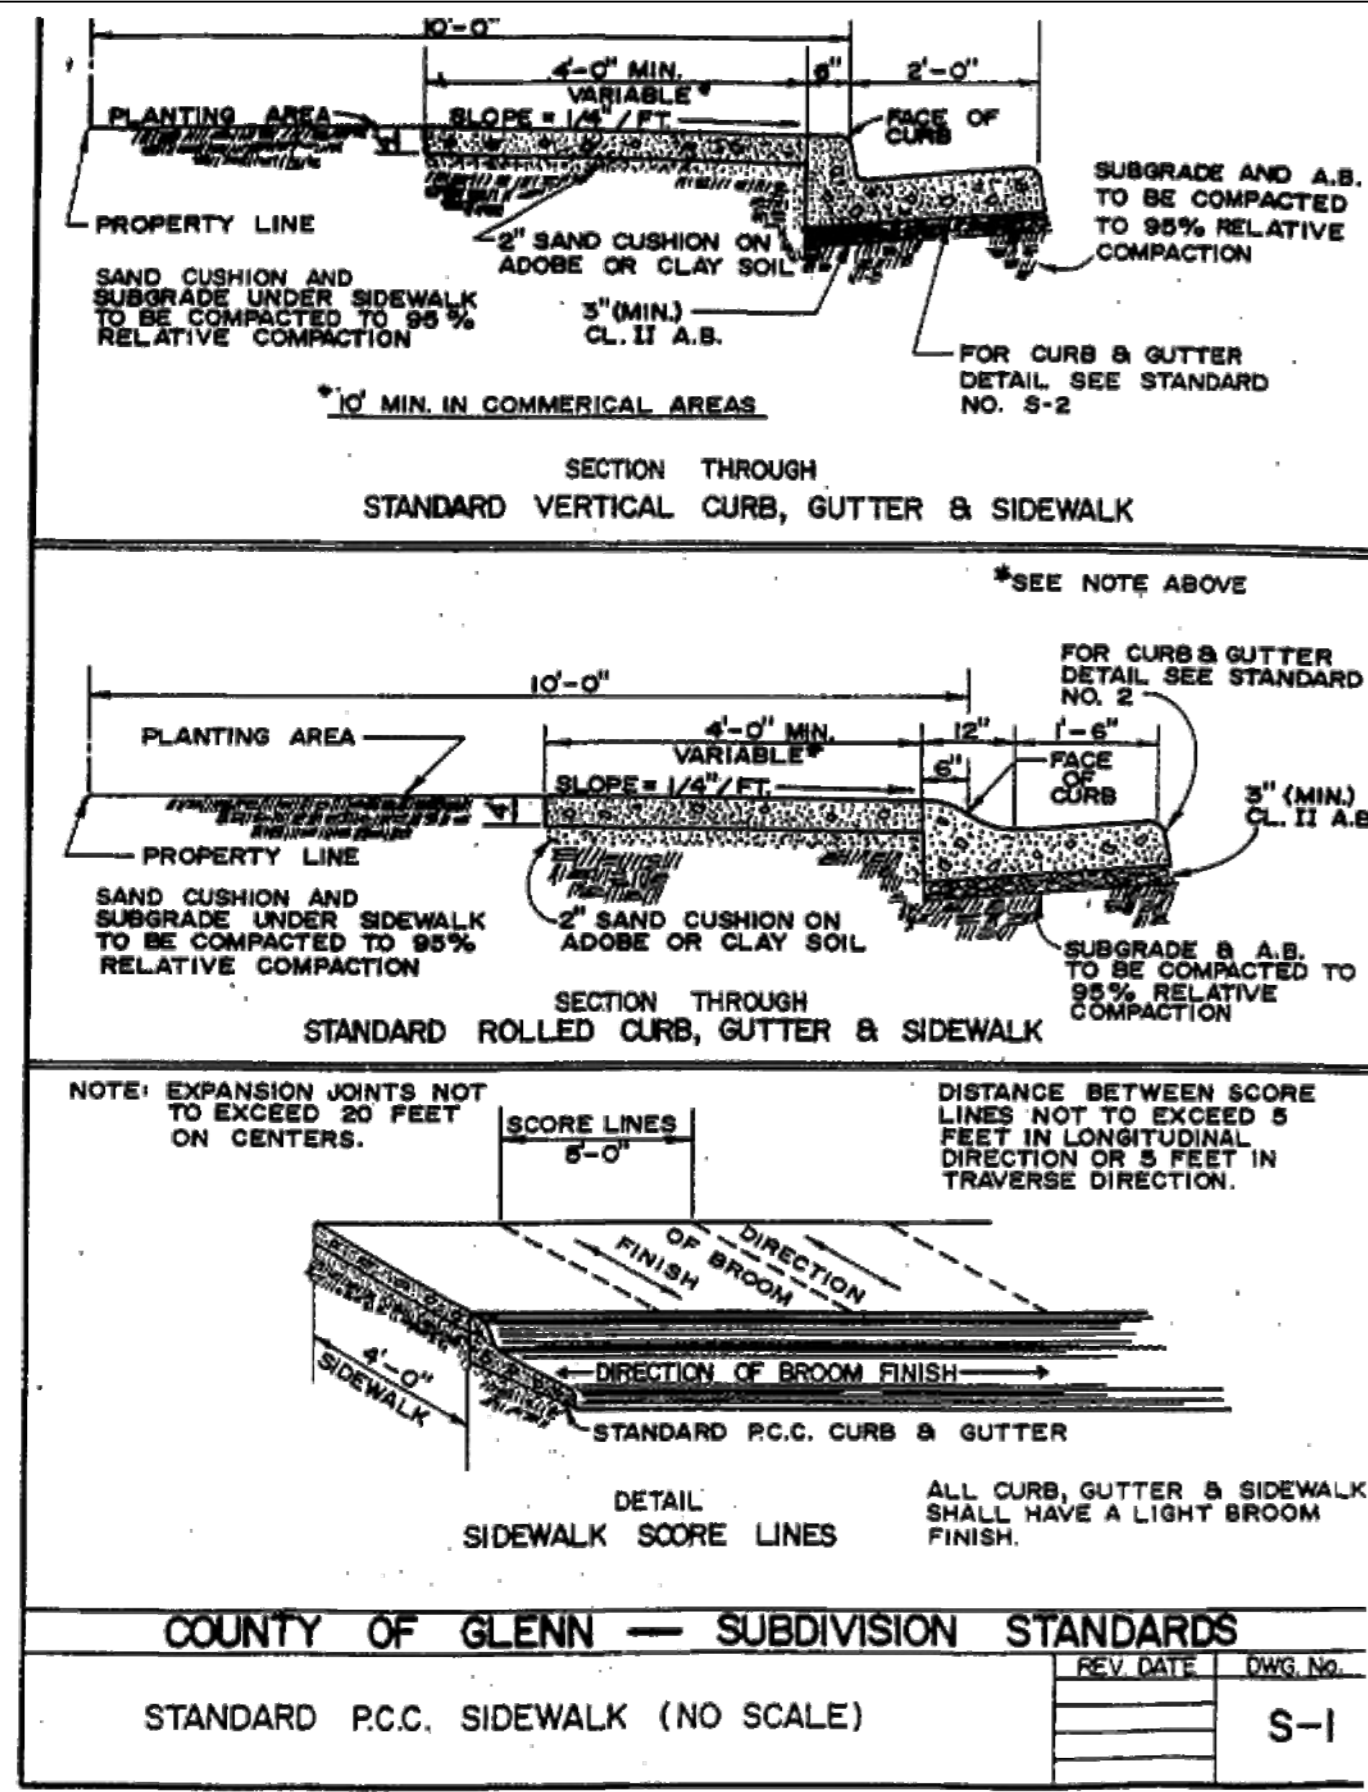 10'-0"
4'-0" MIN.
VARIABLE*
6"
2'-0"
PLANTING AREA
SLOPE = 1/4"/FT.
FACE OF
CURB
4"
PROPERTY LINE
2" SAND CUSHION ON
ADOBE OR CLAY SOIL
SUBGRADE AND A.B.
TO BE COMPACTED
TO 95% RELATIVE
COMPACTION
SAND CUSHION AND
SUBGRADE UNDER SIDEWALK
TO BE COMPACTED TO 95%
RELATIVE COMPACTION
3"(MIN.)
CL. II A.B.
FOR CURB & GUTTER
DETAIL SEE STANDARD
NO. S-2
*10' MIN. IN COMMERICAL AREAS
SECTION THROUGH
STANDARD VERTICAL CURB, GUTTER & SIDEWALK
*SEE NOTE ABOVE
FOR CURB & GUTTER
DETAIL SEE STANDARD
NO. 2
10'-0"
PLANTING AREA
4'-0" MIN.
VARIABLE*
12"
1'-6"
6"
FACE
OF
CURB
SLOPE = 1/4"/FT.
4"
3" (MIN.)
CL. II A.B
PROPERTY LINE
SAND CUSHION AND
SUBGRADE UNDER SIDEWALK
TO BE COMPACTED TO 95%
RELATIVE COMPACTION
2" SAND CUSHION ON
ADOBE OR CLAY SOIL
SUBGRADE & A.B.
TO BE COMPACTED TO
95% RELATIVE
COMPACTION
SECTION THROUGH
STANDARD ROLLED CURB, GUTTER & SIDEWALK
NOTE: EXPANSION JOINTS NOT
TO EXCEED 20 FEET
ON CENTERS.
SCORE LINES
5'-0"
DISTANCE BETWEEN SCORE
LINES NOT TO EXCEED 5
FEET IN LONGITUDINAL
DIRECTION OR 5 FEET IN
TRAVERSE DIRECTION.
DIRECTION
OF BROOM
FINISH
4'-0"
SIDEWALK
DIRECTION OF BROOM FINISH
STANDARD P.C.C. CURB & GUTTER
DETAIL
SIDEWALK SCORE LINES
ALL CURB, GUTTER & SIDEWALK
SHALL HAVE A LIGHT BROOM
FINISH.
COUNTY OF GLENN — SUBDIVISION STANDARDS
STANDARD P.C.C. SIDEWALK (NO SCALE)
REV. DATE
DWG. No.
S-1